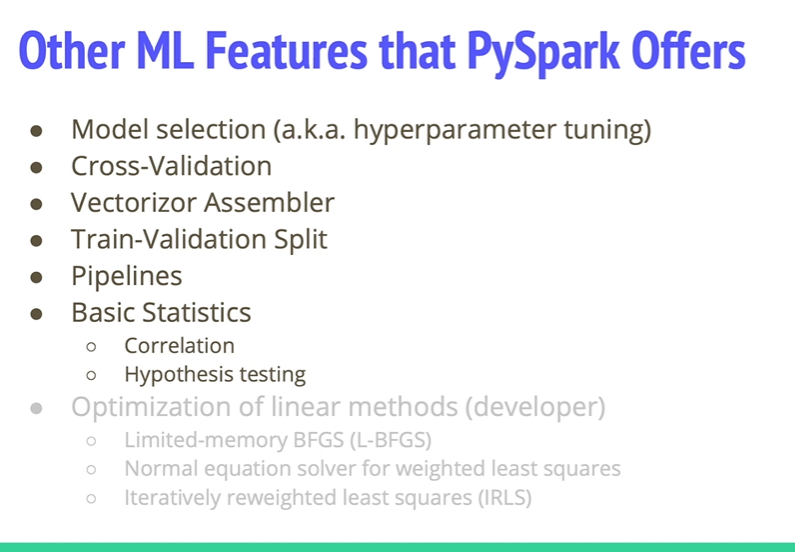 Other ML Features that PySpark Offers
● Model selection (a.k.a. hyperparameter tuning)
● Cross-Validation
● Vectorizor Assembler
● Train-Validation Split
● Pipelines
● Basic Statistics
○ Correlation
○ Hypothesis testing
● Optimization of linear methods (developer)
○ Limited-memory BFGS (L-BFGS)
○ Normal equation solver for weighted least squares
○ Iteratively reweighted least squares (IRLS)